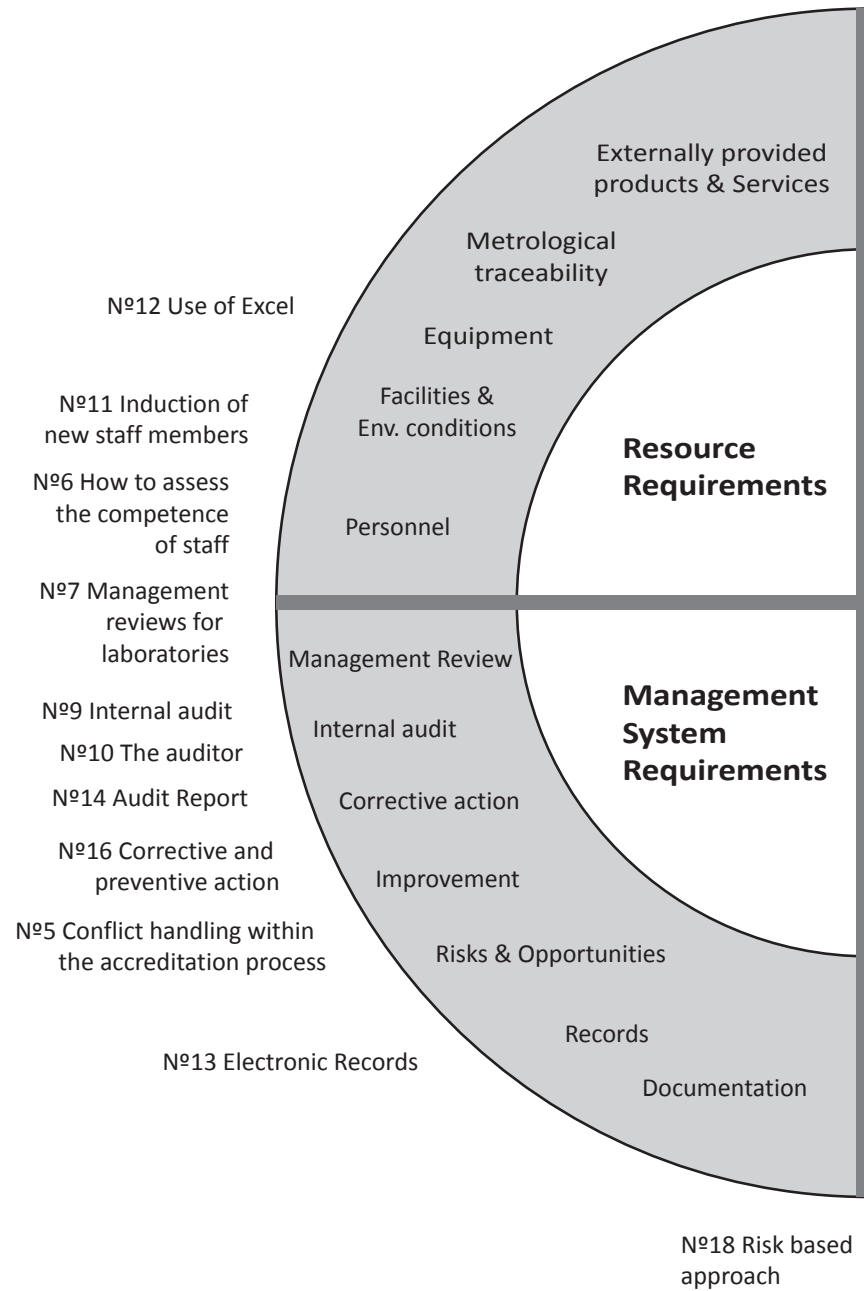 Externally provided
products & Services
Metrological
traceability
Equipment
Facilities &
Env. conditions
Personnel
Resource
Requirements
Nº12 Use of Excel
Nº11 Induction of
new staff members
Nº6 How to assess
the competence
of staff
Nº7 Management
reviews for
laboratories
Nº9 Internal audit
Nº10 The auditor
Nº14 Audit Report
Nº16 Corrective and
preventive action
Nº5 Conflict handling within
the accreditation process
Nº13 Electronic Records
Management Review
Internal audit
Corrective action
Improvement
Risks & Opportunities
Records
Documentation
Management
System
Requirements
Nº18 Risk based
approach